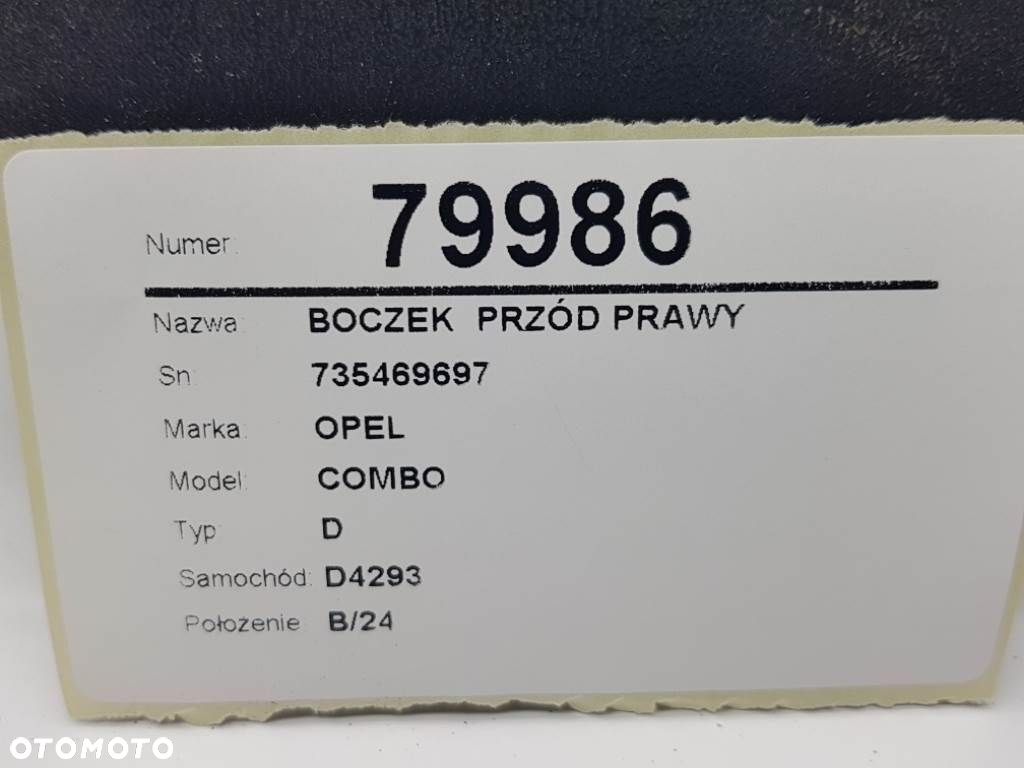 Numer: 79986
Nazwa: BOCZEK PRZÓD PRAWY
Sn: 735469697
Marka: OPEL
Model: COMBO
Typ D
Samochód: D4293
Położenie B/24
OTOMOTO